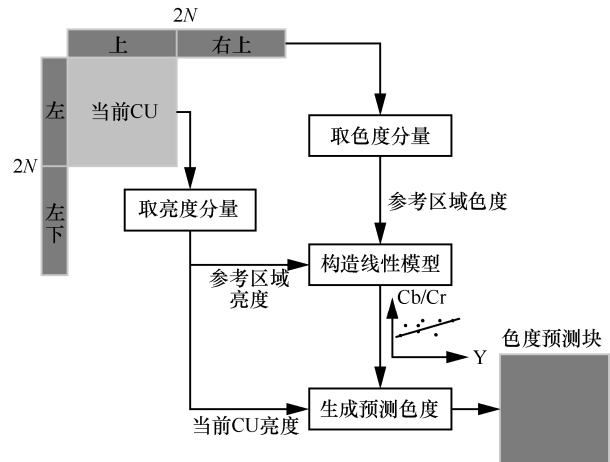 2N
上
右上
左
当前CU
2N
左
下
取色度分量
取亮度分量
参考区域色度
参考区域
亮度
构造线性模型
Cb/Cr
Y
色度预测块
当前CU亮度
生成预测色度